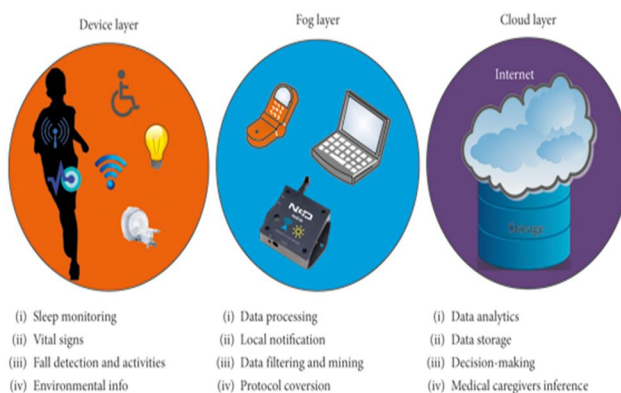 Device layer
Fog layer
Cloud layer
Internet
Storage
(i) Sleep monitoring
(ii) Vital signs
(iii) Fall detection and activities
(iv) Environmental info
(i) Data processing
(ii) Local notification
(iii) Data filtering and mining
(iv) Protocol coversion
(i) Data analytics
(ii) Data storage
(iii) Decision-making
(iv) Medical caregivers inference